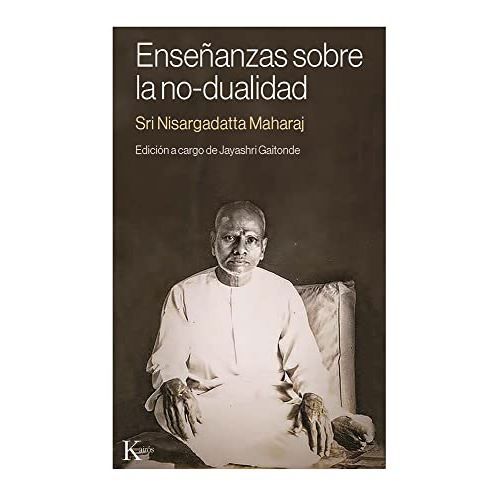 Enseñanzas sobre
la no-dualidad
Sri Nisargadatta Maharaj
Edición a cargo de Jayashri Gaitonde
Kairós